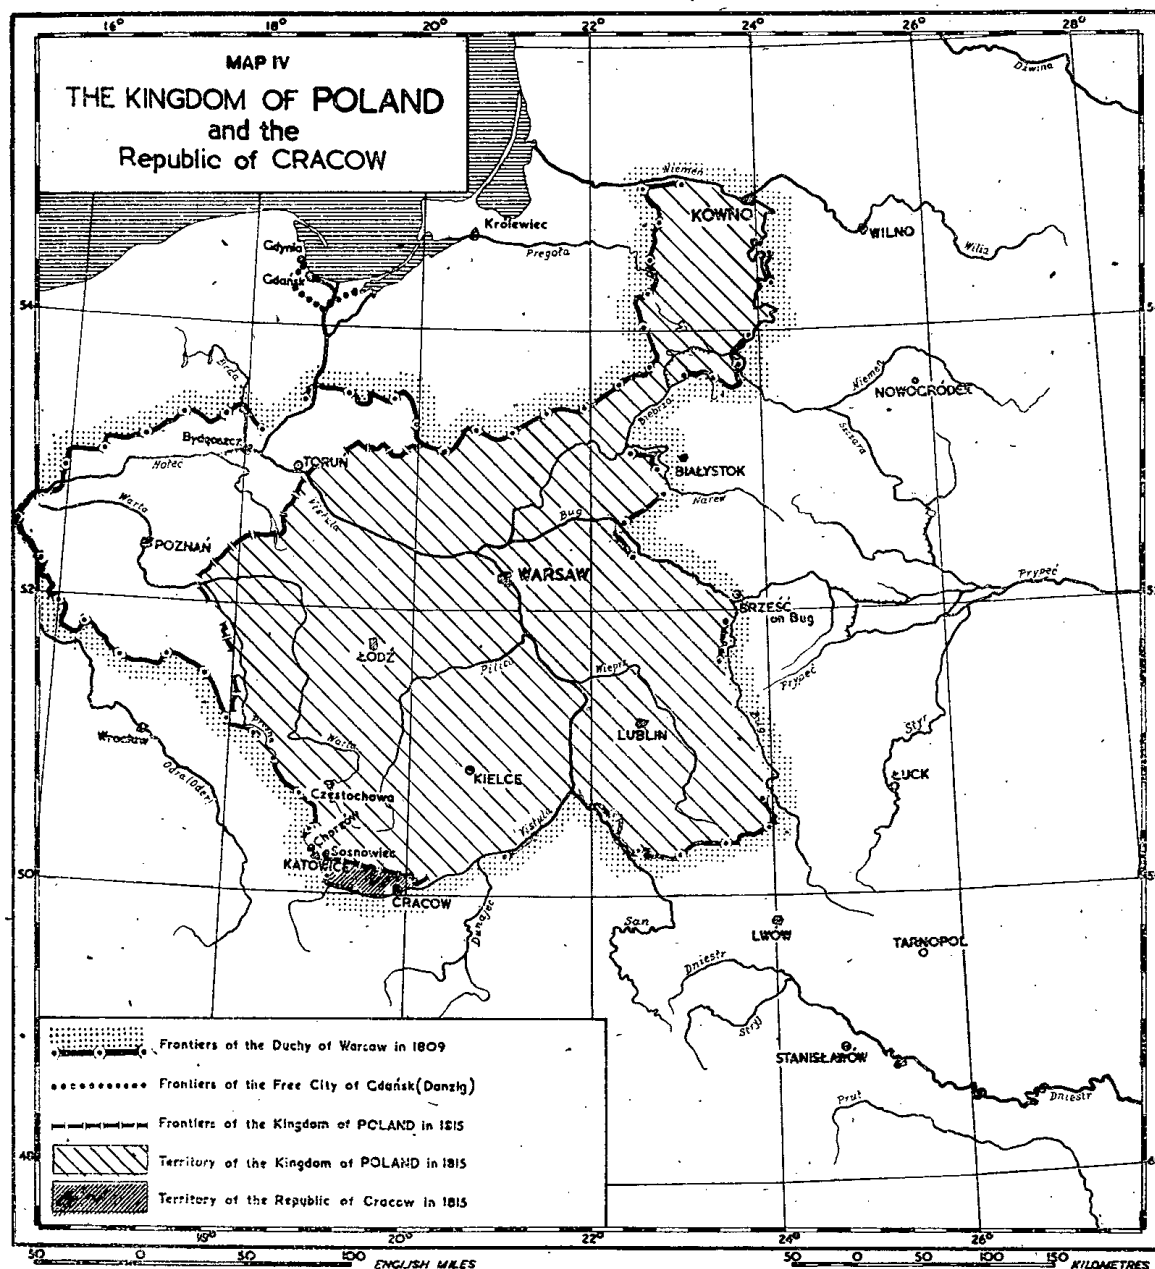 16° 18° 20° 22° 24° 26° 28°
MAP IV
THE KINGDOM OF POLAND
and the
Republic of CRACOW
Dźwina
Niemen
KOWNO
WILNO
Wilia
Królewiec
Pregoła
Gdynia
Gdańsk
54
Brda
Niemen
NOWOGRÓDEK
Biebrza
Szczara
Bydgoszcz
Noteć
TORUŃ
BIAŁYSTOK
Narew
Warta
Vistula
Bug
POZNAŃ
WARSAW
Prypeć
52
BRZEŚĆ
on Bug
ŁÓDŹ
Pilica
Wieprz
Prypeć
Prosna
Bug
Styr
Wrocław
LUBLIN
Warta
Odra (Oder)
KIELCE
ŁUCK
Częstochowa
Vistula
Chorzów
Sosnowiec
KATOWICE
50
CRACOW
Dunajec
San
LWÓW
TARNOPOL
Dniestr
Stryj
STANISŁAWÓW
Prut
Dniestr
Frontiers of the Duchy of Warsaw in 1809
Frontiers of the Free City of Gdańsk (Danzig)
Frontiers of the Kingdom of POLAND in 1815
Territory of the Kingdom of POLAND in 1815
Territory of the Republic of Cracow in 1815
20° 22° 24° 26°
50 0 50 100 ENGLISH MILES
50 0 50 100 150 KILOMETRES